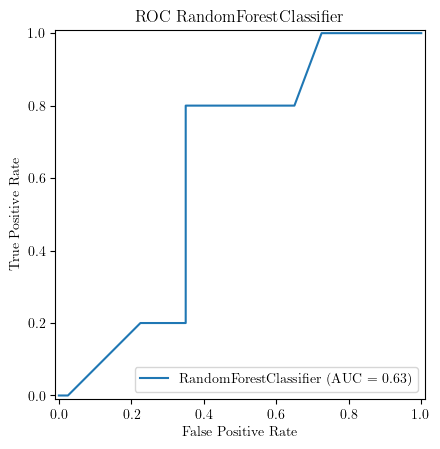 ROC RandomForestClassifier
1.0
0.8
0.6
0.4
0.2
0.0
True Positive Rate
RandomForestClassifier (AUC = 0.63)
0.0 0.2 0.4 0.6 0.8 1.0
False Positive Rate